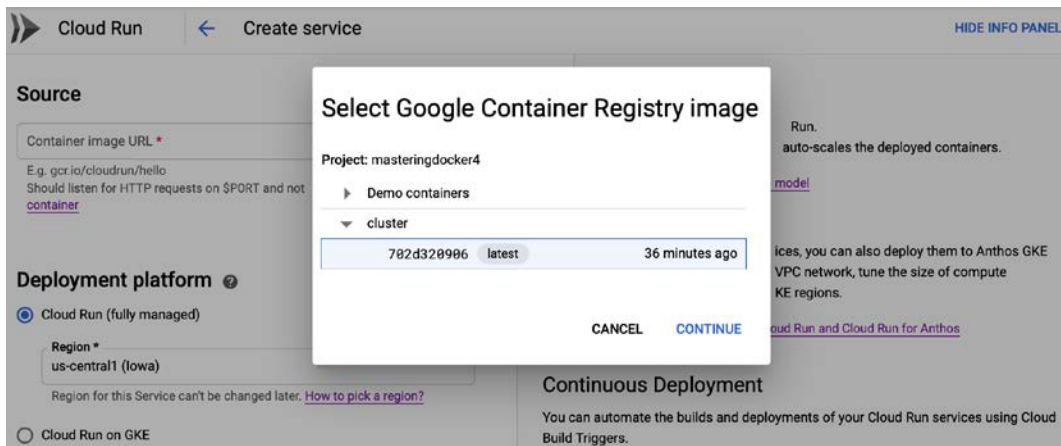 Cloud Run
Create service
HIDE INFO PANEL
Source
Container image URL *
E.g. gcr.io/cloudrun/hello
Should listen for HTTP requests on $PORT and not
container
Deployment platform
Cloud Run (fully managed)
Region *
us-central1 (Iowa)
Region for this Service can't be changed later. How to pick a region?
Cloud Run on GKE
Select Google Container Registry image
Project: masteringdocker4
Demo containers
cluster
702d320906 latest 36 minutes ago
CANCEL CONTINUE
Run.
auto-scales the deployed containers.
model
ices, you can also deploy them to Anthos GKE
VPC network, tune the size of compute
KE regions.
oud Run and Cloud Run for Anthos
Continuous Deployment
You can automate the builds and deployments of your Cloud Run services using Cloud
Build Triggers.